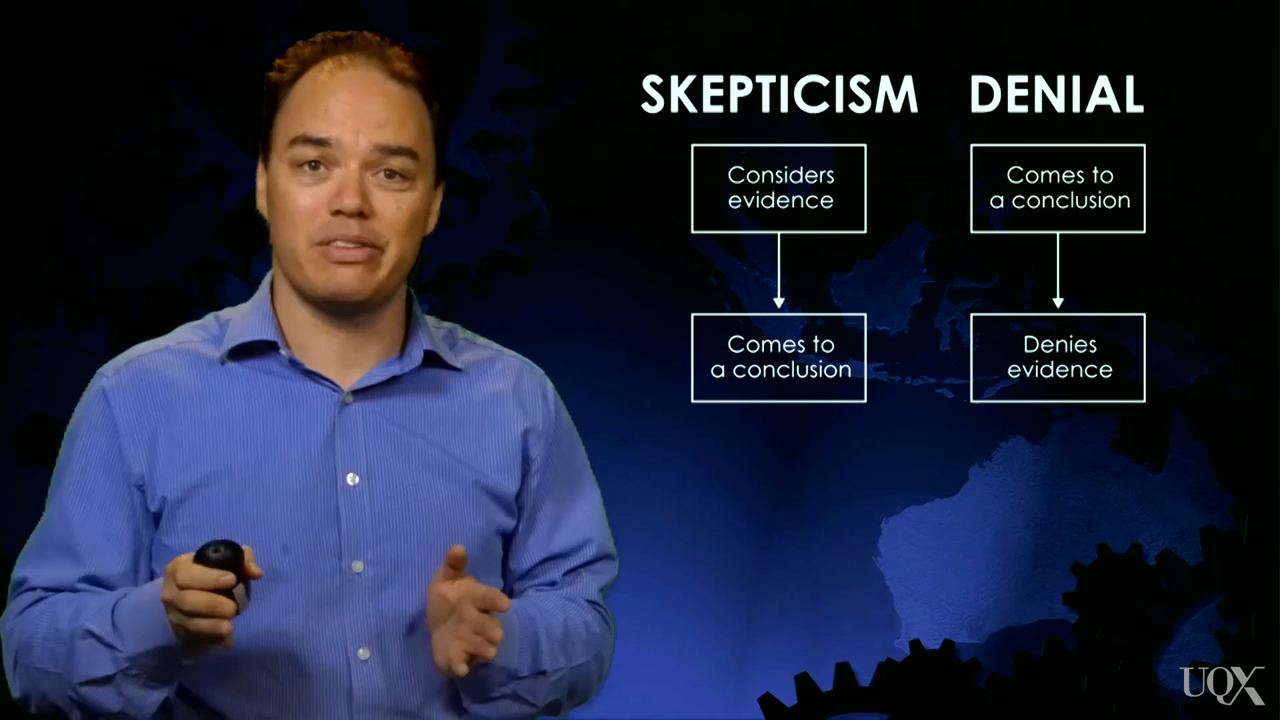 SKEPTICISM
Considers
evidence
Comes to
a conclusion
DENIAL
Comes to
a conclusion
Denies
evidence
UQX